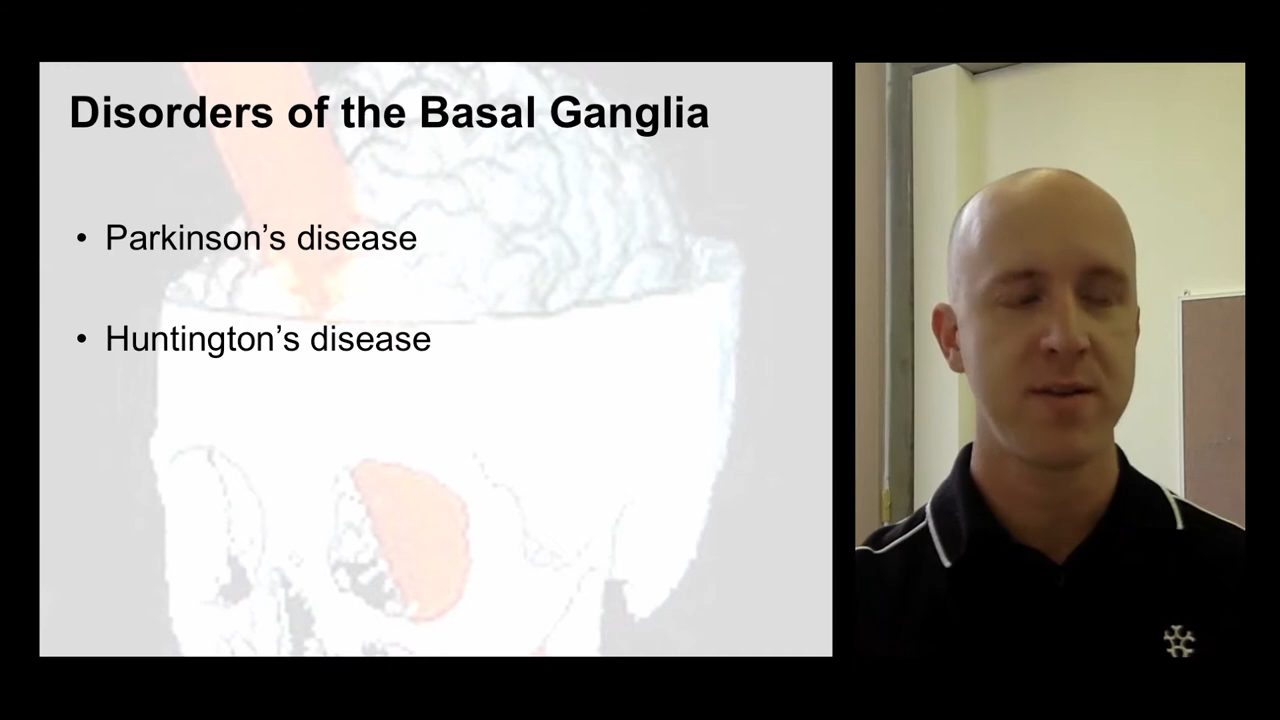 Disorders of the Basal Ganglia
• Parkinson’s disease
• Huntington’s disease